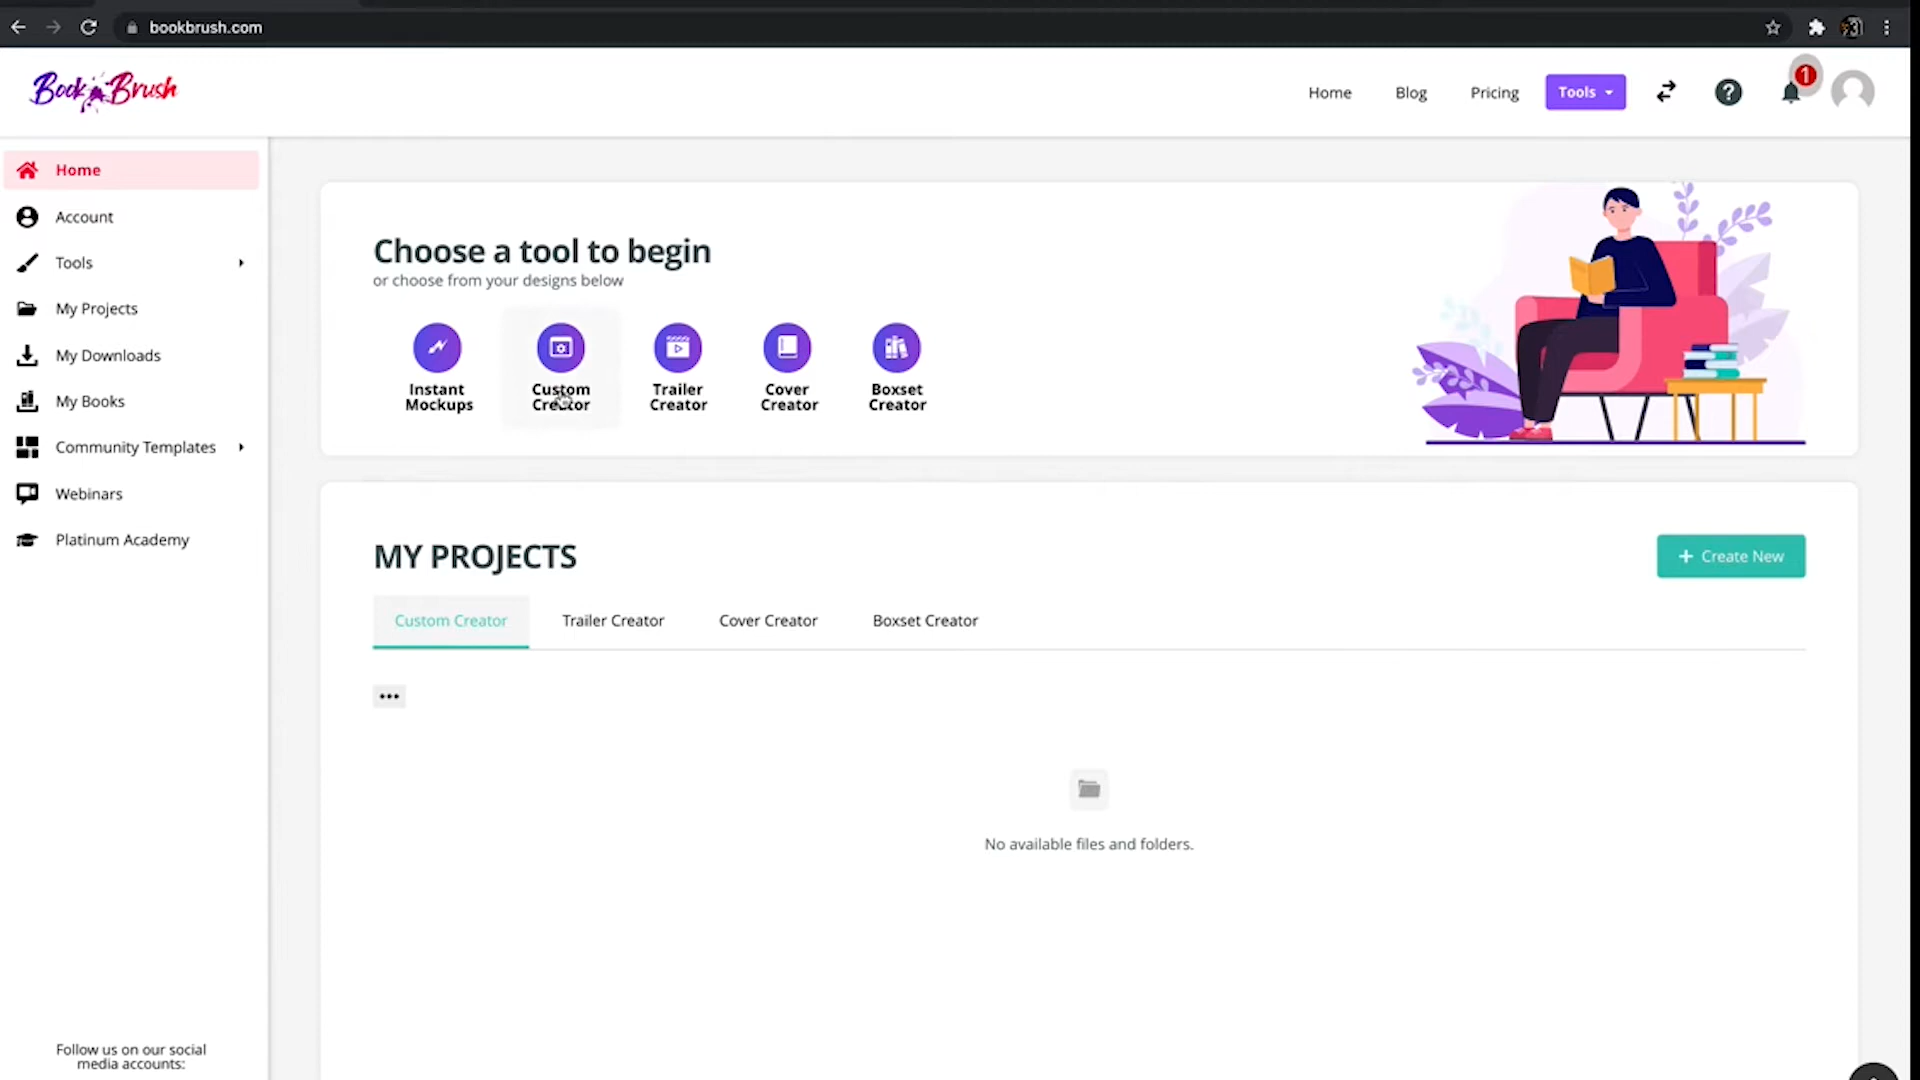 bookbrush.com
Book Brush
Home
Blog
Pricing
Tools
1
Home
Account
Tools
My Projects
My Downloads
My Books
Community Templates
Webinars
Platinum Academy
Follow us on our social
media accounts:
Choose a tool to begin
or choose from your designs below
Instant
Mockups
Custom
Creator
Trailer
Creator
Cover
Creator
Boxset
Creator
MY PROJECTS
+ Create New
Custom Creator
Trailer Creator
Cover Creator
Boxset Creator
•••
No available files and folders.